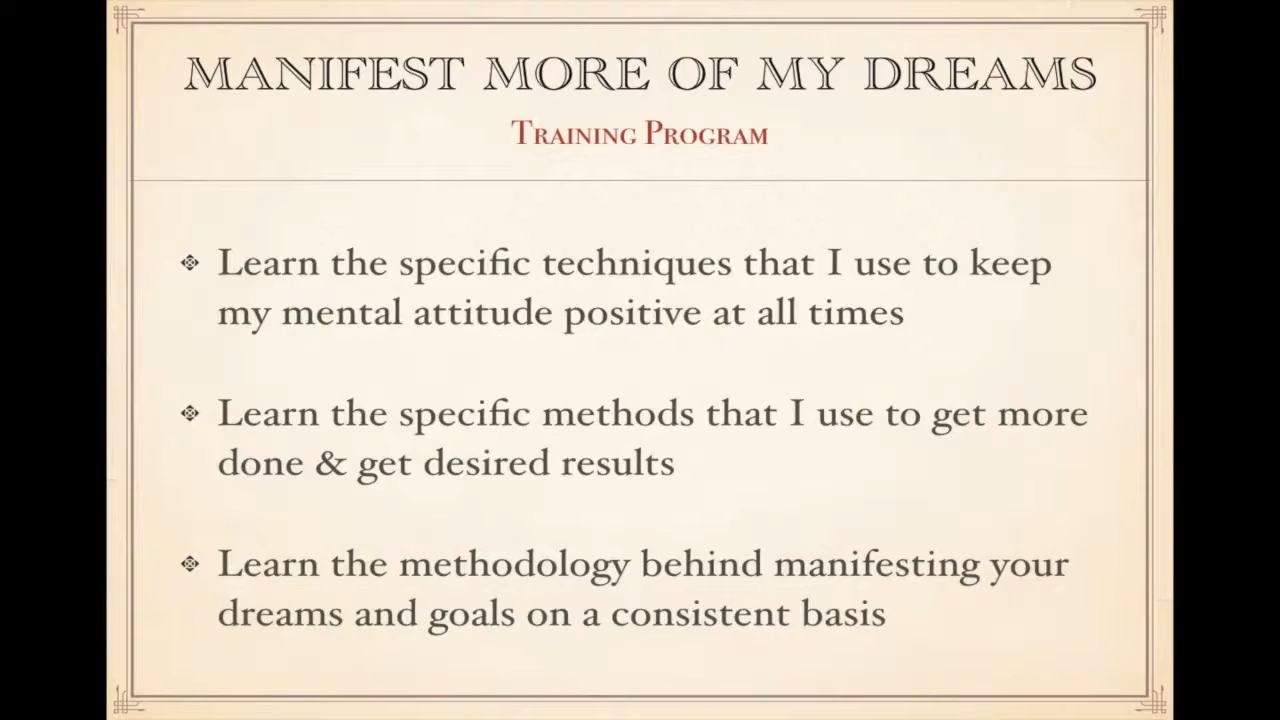 MANIFEST MORE OF MY DREAMS
TRAINING PROGRAM
Learn the specific techniques that I use to keep
my mental attitude positive at all times
Learn the specific methods that I use to get more
done & get desired results
Learn the methodology behind manifesting your
dreams and goals on a consistent basis